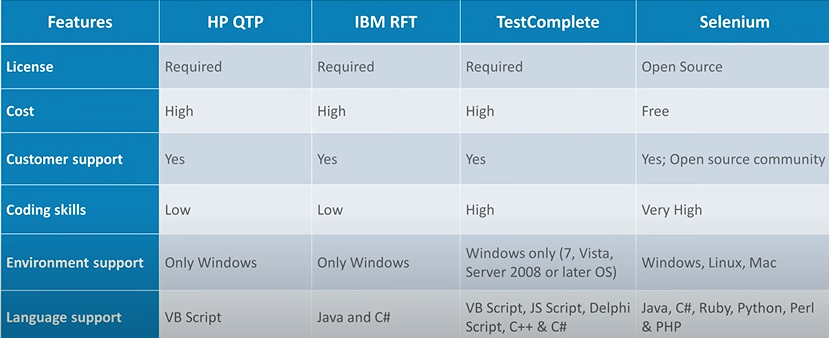 Features HP QTP IBM RFT TestComplete Selenium
License Required Required Required Open Source
Cost High High High Free
Customer support Yes Yes Yes Yes; Open source community
Coding skills Low Low High Very High
Environment support Only Windows Only Windows Windows only (7, Vista,
Server 2008 or later OS) Windows, Linux, Mac
Language support VB Script Java and C# VB Script, JS Script, Delphi
Script, C++ & C# Java, C#, Ruby, Python, Perl
& PHP